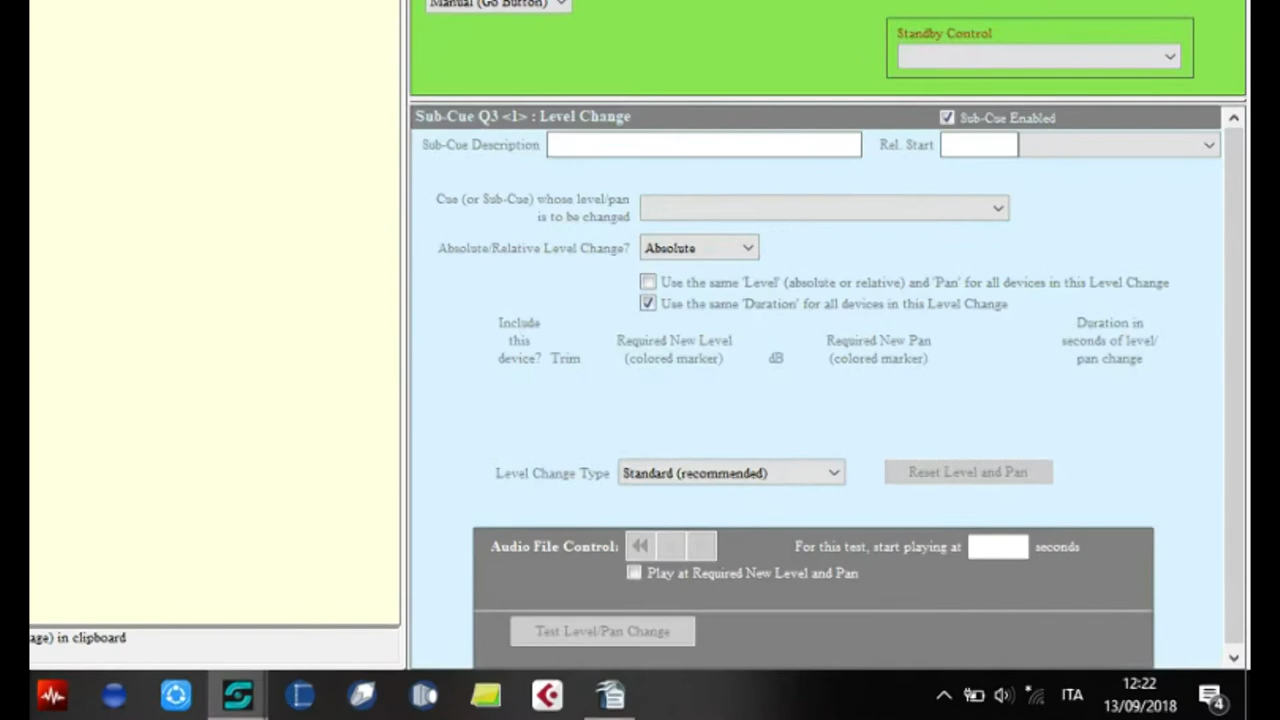 Manual (Go Button)
Standby Control
Sub-Cue Q3 <1> : Level Change
Sub-Cue Enabled
Sub-Cue Description
Rel. Start
Cue (or Sub-Cue) whose level/pan
is to be changed
Absolute/Relative Level Change?
Absolute
Use the same 'Level' (absolute or relative) and 'Pan' for all devices in this Level Change
Use the same 'Duration' for all devices in this Level Change
Include
this
device?
Trim
Required New Level
(colored marker)
dB
Required New Pan
(colored marker)
Duration in
seconds of level/
pan change
Level Change Type
Standard (recommended)
Reset Level and Pan
Audio File Control:
For this test, start playing at
seconds
Play at Required New Level and Pan
Test Level/Pan Change
age) in clipboard
ITA
12:22
13/09/2018
4